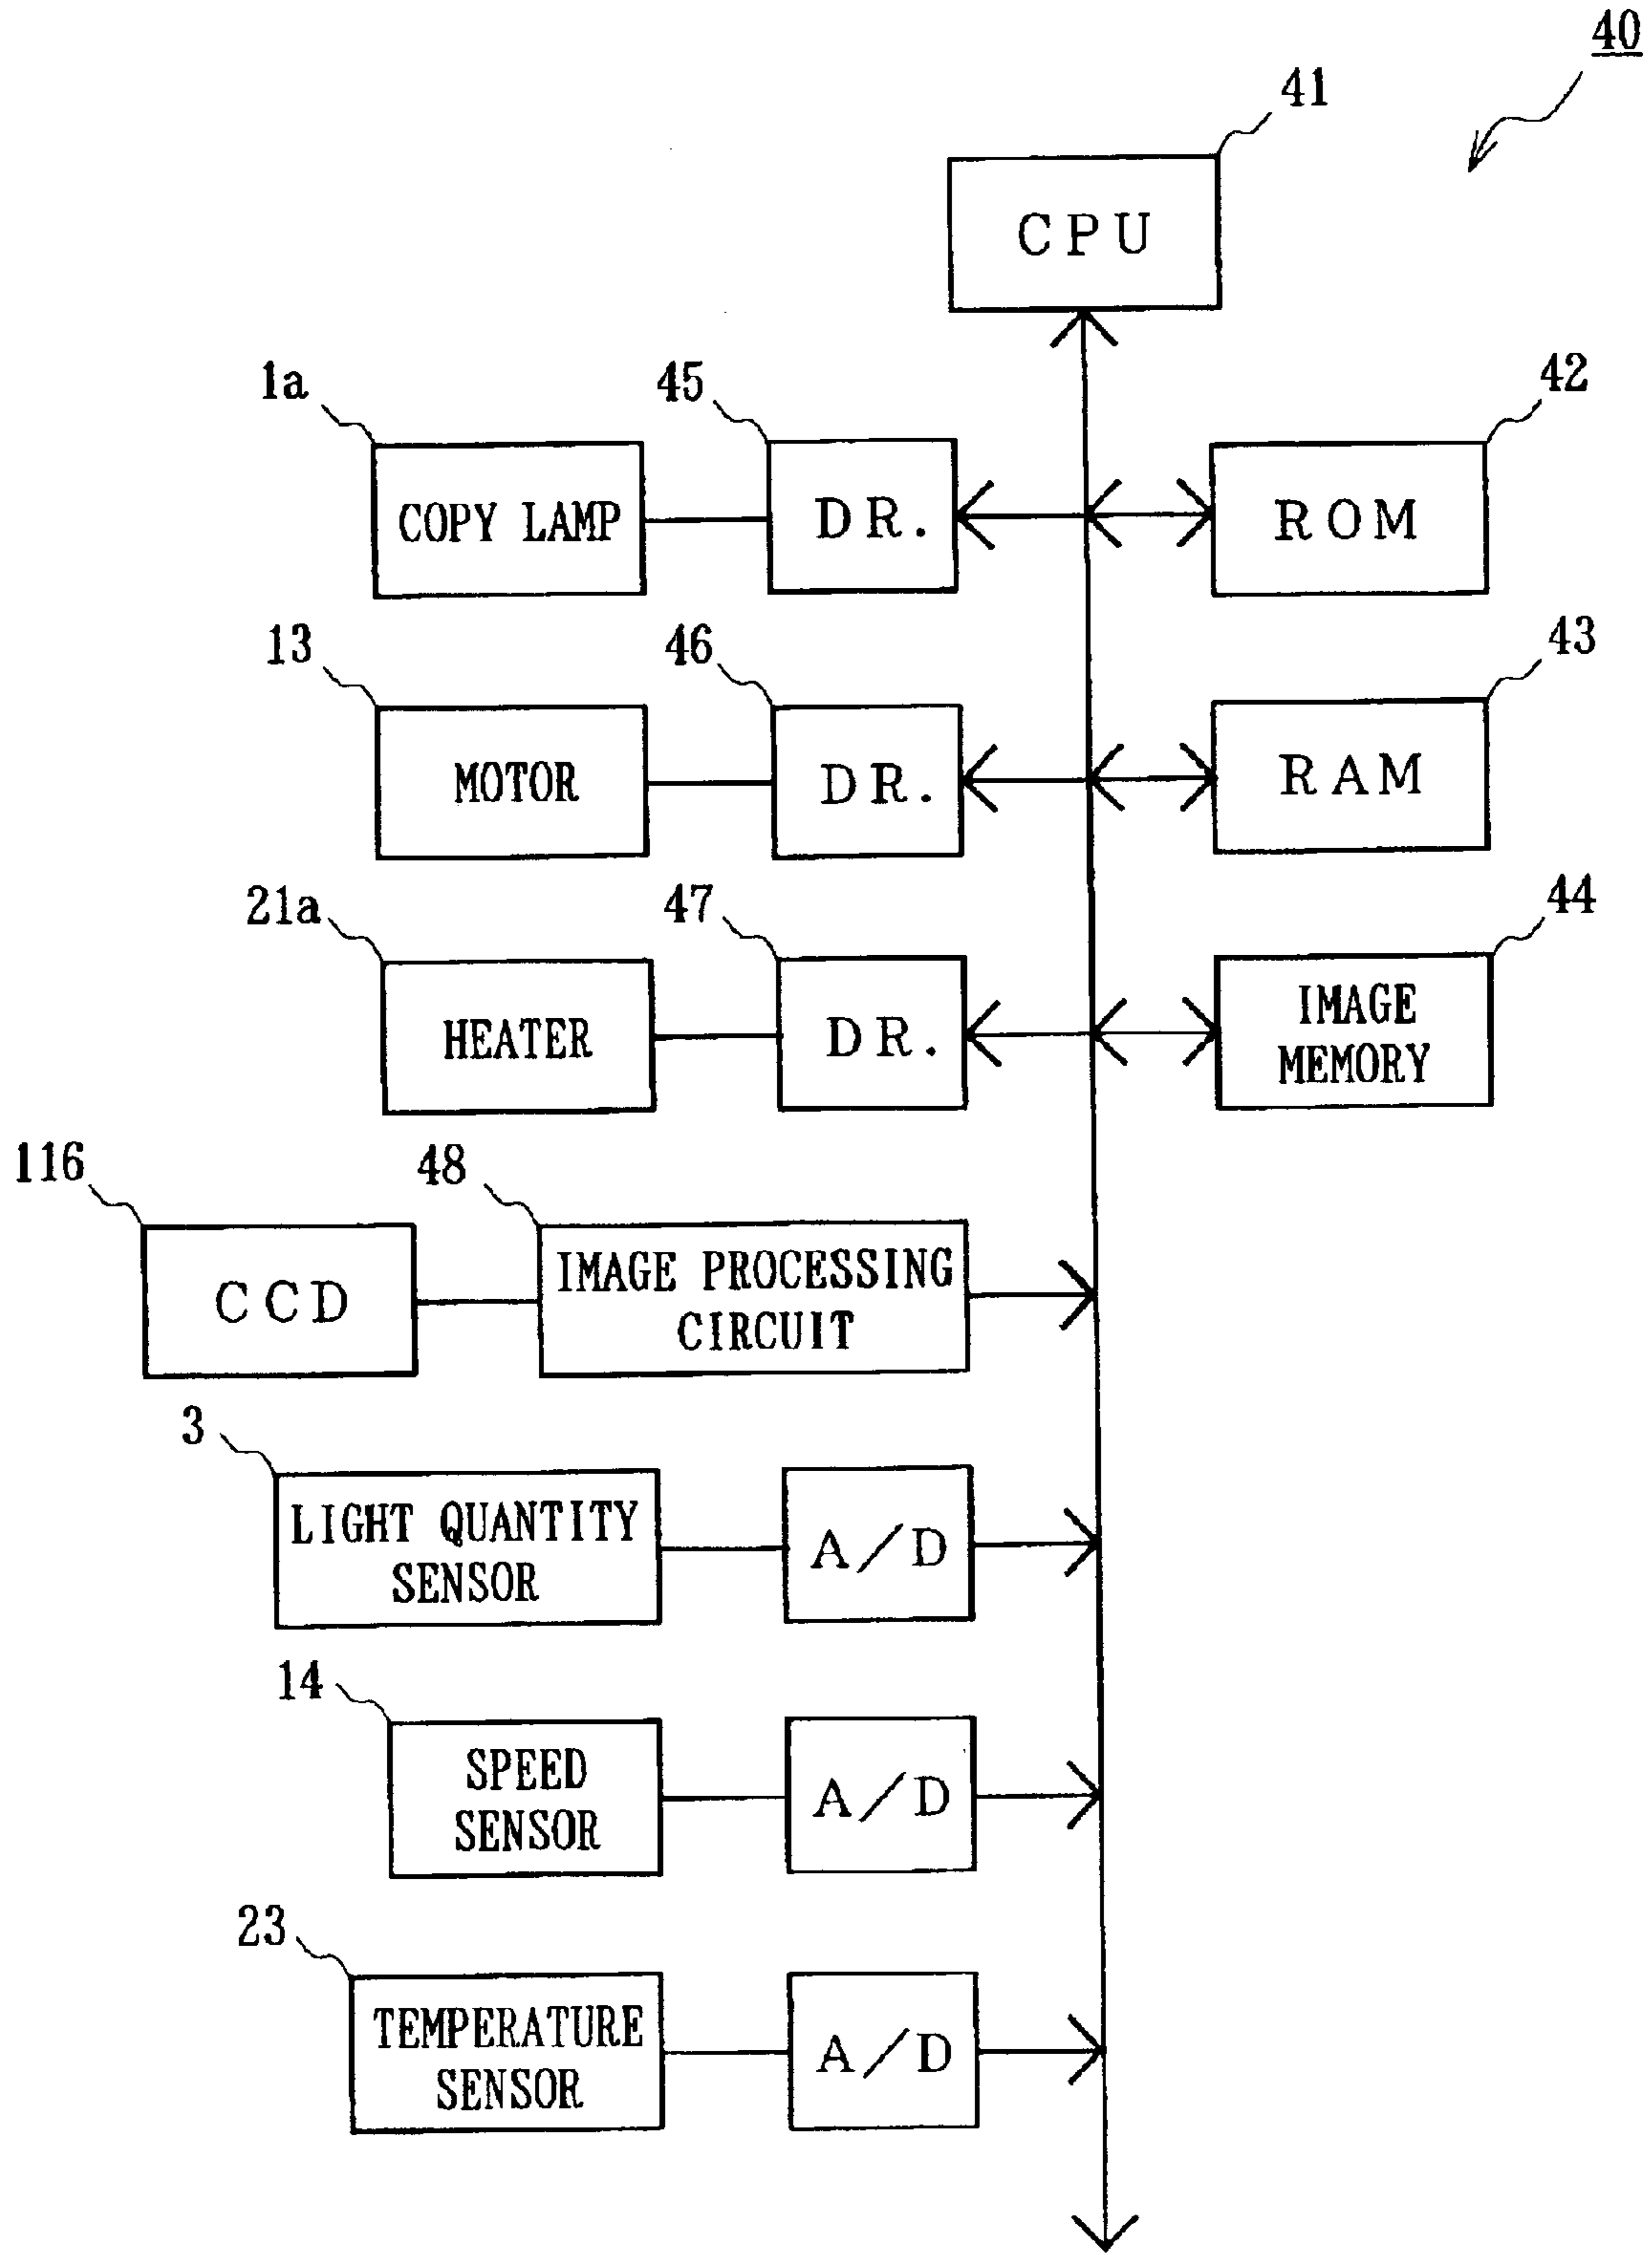 40
41
CPU
1a
45
42
COPY LAMP
DR.
ROM
13
46
43
MOTOR
DR.
RAM
21a
47
44
HEATER
DR.
IMAGE
MEMORY
116
48
CCD
IMAGE PROCESSING
CIRCUIT
3
LIGHT QUANTITY
SENSOR
A/D
14
SPEED
SENSOR
A/D
23
TEMPERATURE
SENSOR
A/D